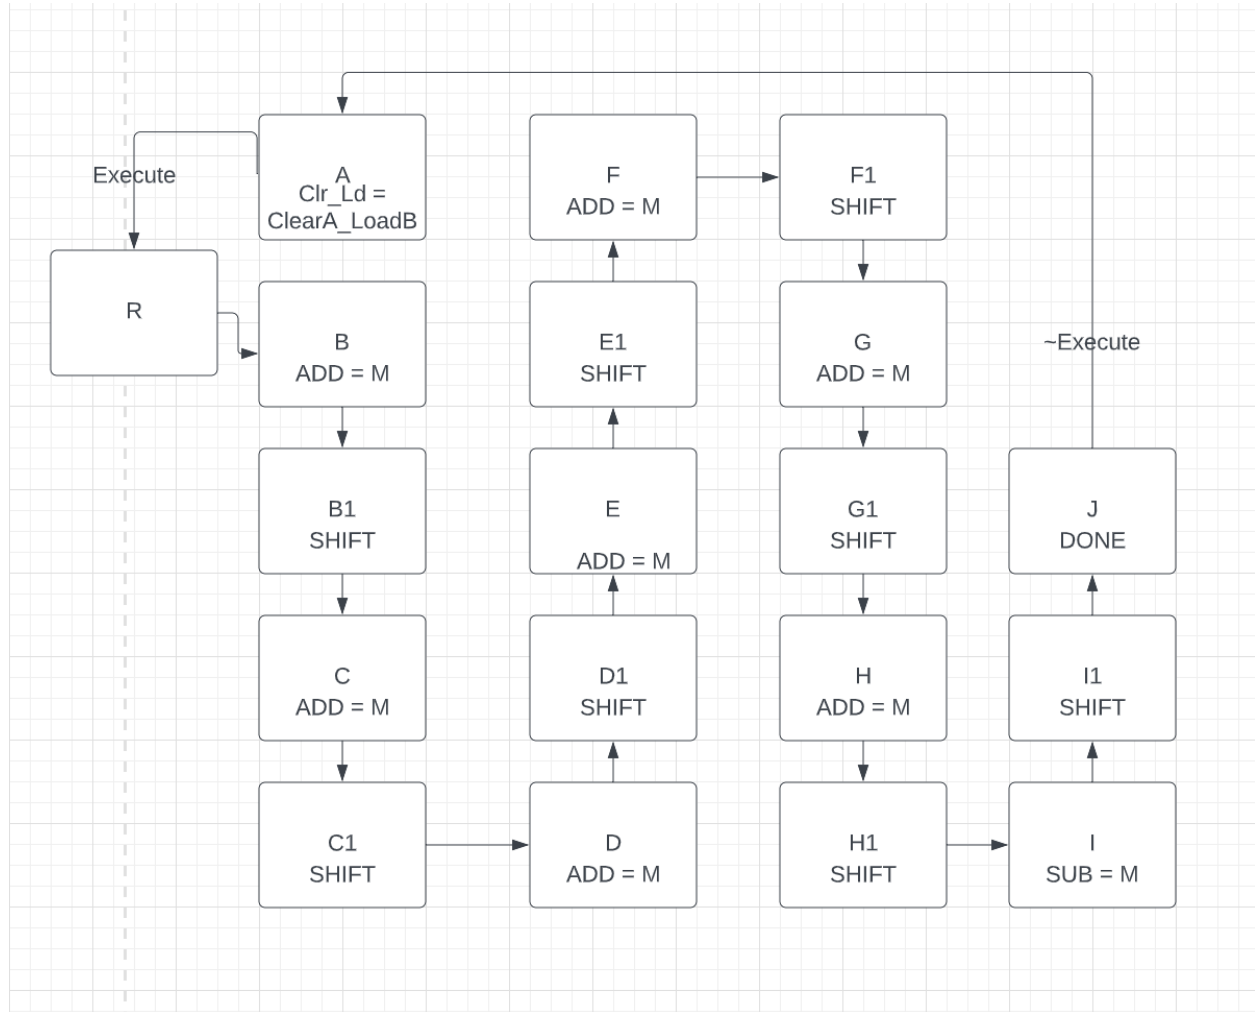 Execute
A
Clr_Ld =
ClearA_LoadB
R
B
ADD = M
B1
SHIFT
C
ADD = M
C1
SHIFT
D
ADD = M
D1
SHIFT
E
ADD = M
E1
SHIFT
F
ADD = M
F1
SHIFT
G
ADD = M
G1
SHIFT
H
ADD = M
H1
SHIFT
I
SUB = M
I1
SHIFT
J
DONE
~Execute